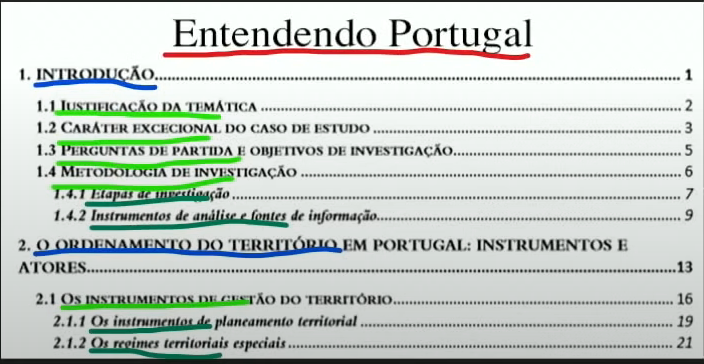 Entendendo Portugal
1. INTRODUÇÃO.......................................................... 1
1.1 JUSTIFICAÇÃO DA TEMÁTICA .......................................................... 2
1.2 CARÁTER EXCECIONAL DO CASO DE ESTUDO .......................................................... 3
1.3 PERGUNTAS DE PARTIDA E OBJETIVOS DE INVESTIGAÇÃO.......................................................... 5
1.4 METODOLOGIA DE INVESTIGAÇÃO .......................................................... 6
1.4.1 Etapas de investigação .......................................................... 7
1.4.2 Instrumentos de análise e fontes de informação.......................................................... 9
2. O ORDENAMENTO DO TERRITÓRIO EM PORTUGAL: INSTRUMENTOS E
ATORES..........................................................13
2.1 OS INSTRUMENTOS DE GESTÃO DO TERRITÓRIO.......................................................... 16
2.1.1 Os instrumentos de planeamento territorial .......................................................... 19
2.1.2 Os regimes territoriais especiais.......................................................... 21